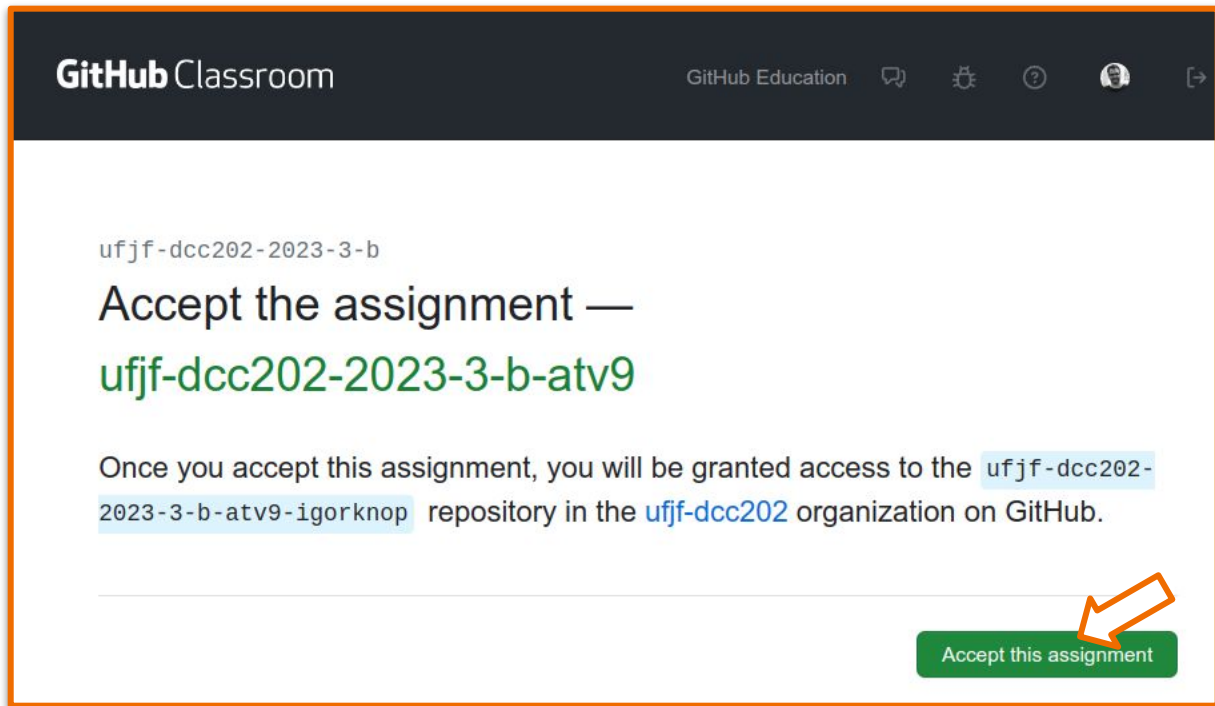 GitHub Classroom
GitHub Education
ufjf-dcc202-2023-3-b
Accept the assignment —
ufjf-dcc202-2023-3-b-atv9
Once you accept this assignment, you will be granted access to the ufjf-dcc202-
2023-3-b-atv9-igorknop repository in the ufjf-dcc202 organization on GitHub.
Accept this assignment